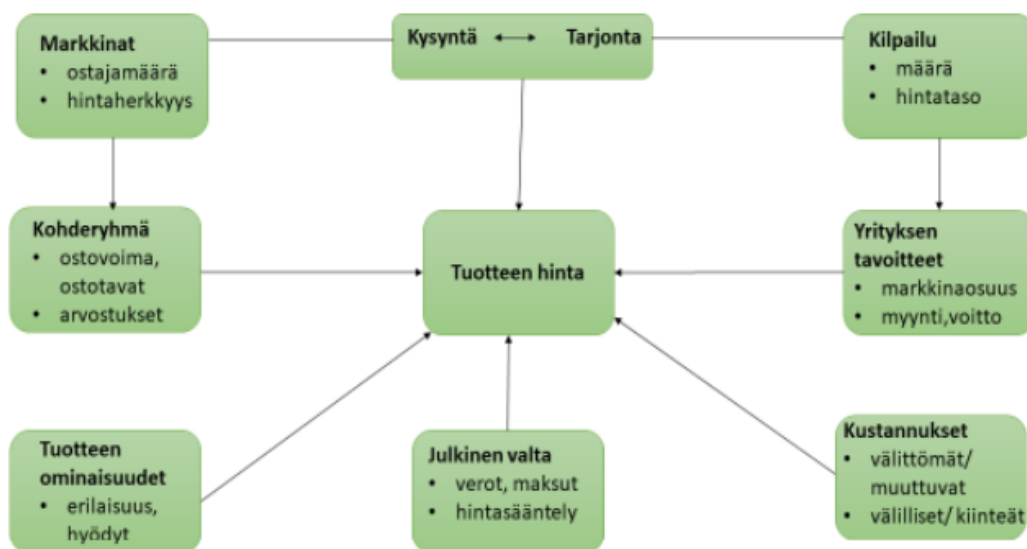 Markkinat
• ostajamäärä
• hintaherkkyys
Kysyntä ↔ Tarjonta
Kilpailu
• määrä
• hintataso
Kohderyhmä
• ostovoima,
ostotavat
• arvostukset
Tuotteen hinta
Yrityksen
tavoitteet
• markkinaosuus
• myynti,voitto
Tuotteen
ominaisuudet
• erilaisuus,
hyödyt
Julkinen valta
• verot, maksut
• hintasääntely
Kustannukset
• välittömät/
muuttuvat
• välilliset/ kiinteät